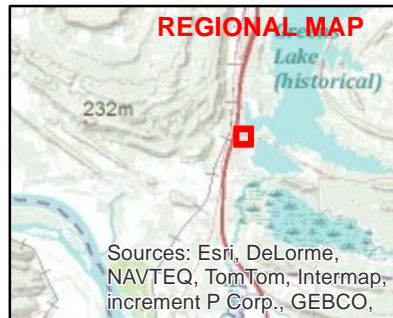 REGIONAL MAP
Lake
(historical)
232m
Sources: Esri, DeLorme,
NAVTEQ, TomTom, Intermap,
increment P Corp., GEBCO,